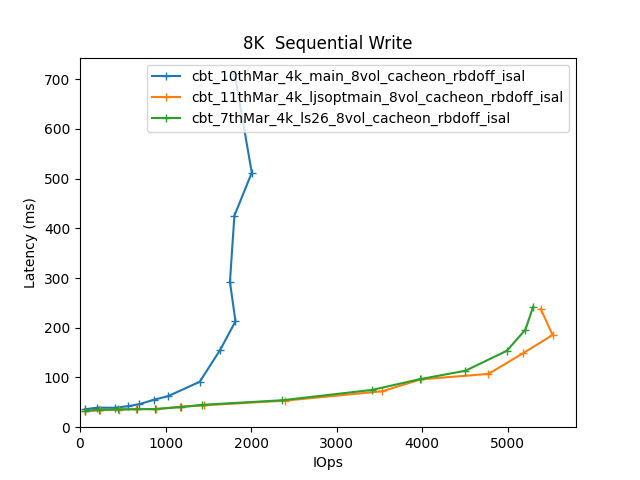 8K  Sequential Write
cbt_10thMar_4k_main_8vol_cacheon_rbdoff_isal
cbt_11thMar_4k_ljsoptmain_8vol_cacheon_rbdoff_isal
cbt_7thMar_4k_ls26_8vol_cacheon_rbdoff_isal
Latency (ms)
700
600
500
400
300
200
100
0
0 1000 2000 3000 4000 5000
IOps